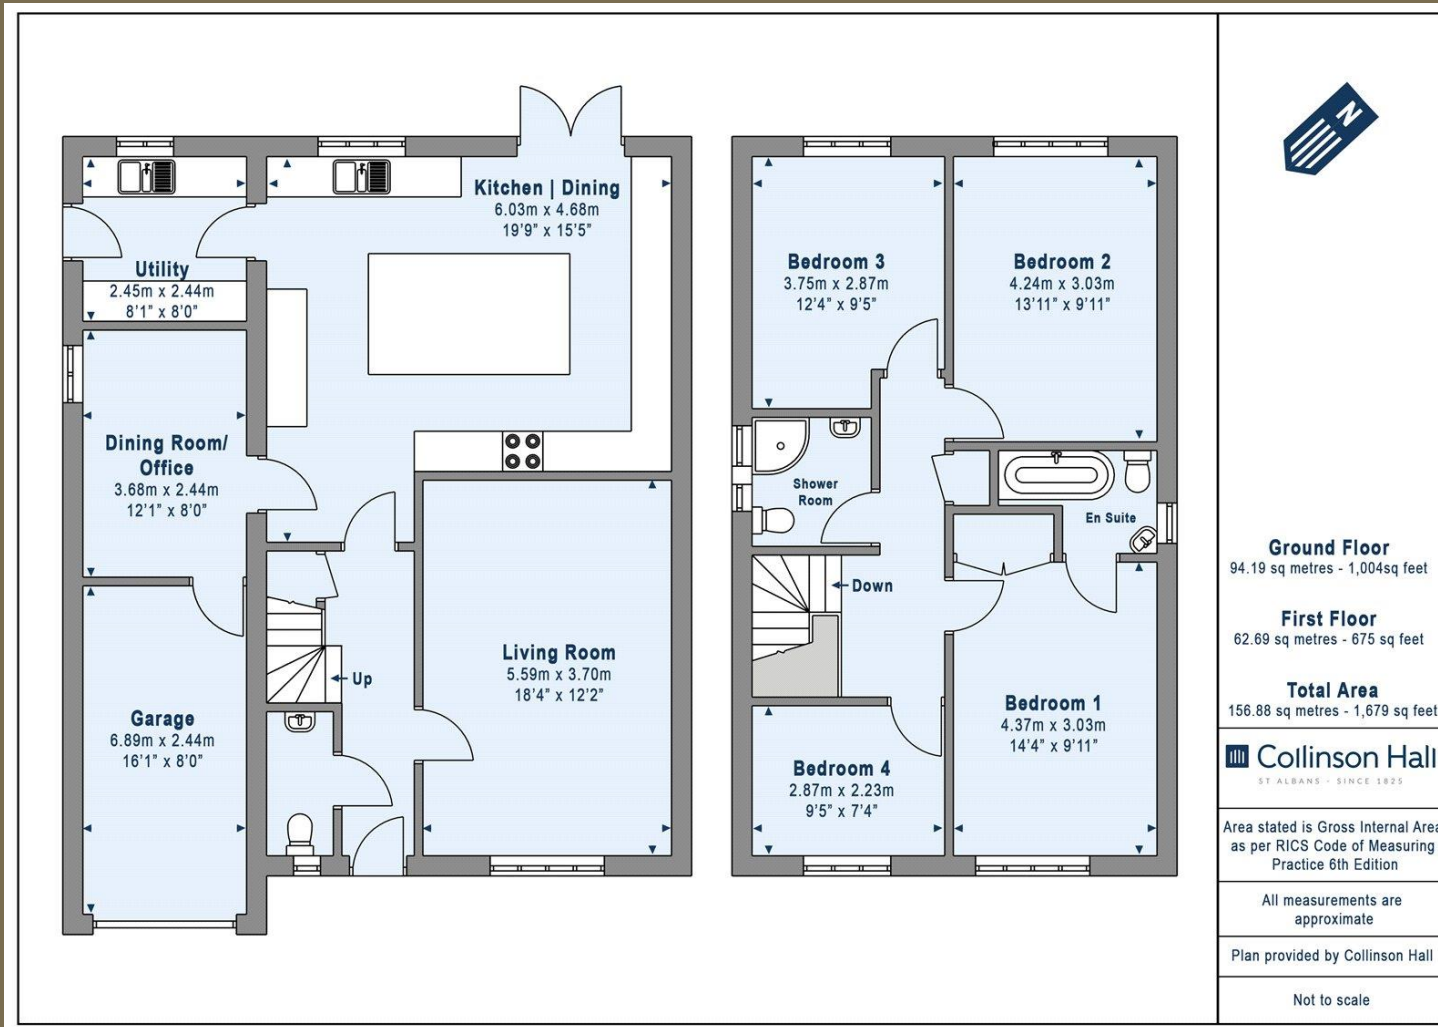 Kitchen | Dining
6.03m x 4.68m
19'9" x 15'5"
Utility
2.45m x 2.44m
8'1" x 8'0"
Dining Room/
Office
3.68m x 2.44m
12'1" x 8'0"
Living Room
5.59m x 3.70m
18'4" x 12'2"
Up
Garage
6.89m x 2.44m
16'1" x 8'0"
Bedroom 3
3.75m x 2.87m
12'4" x 9'5"
Bedroom 2
4.24m x 3.03m
13'11" x 9'11"
Shower
Room
En Suite
Down
Bedroom 1
4.37m x 3.03m
14'4" x 9'11"
Bedroom 4
2.87m x 2.23m
9'5" x 7'4"
N
Ground Floor
94.19 sq metres - 1,004sq feet
First Floor
62.69 sq metres - 675 sq feet
Total Area
156.88 sq metres - 1,679 sq feet
Collinson Hall
ST ALBANS - SINCE 1825
Area stated is Gross Internal Area
as per RICS Code of Measuring
Practice 6th Edition
All measurements are
approximate
Plan provided by Collinson Hall
Not to scale